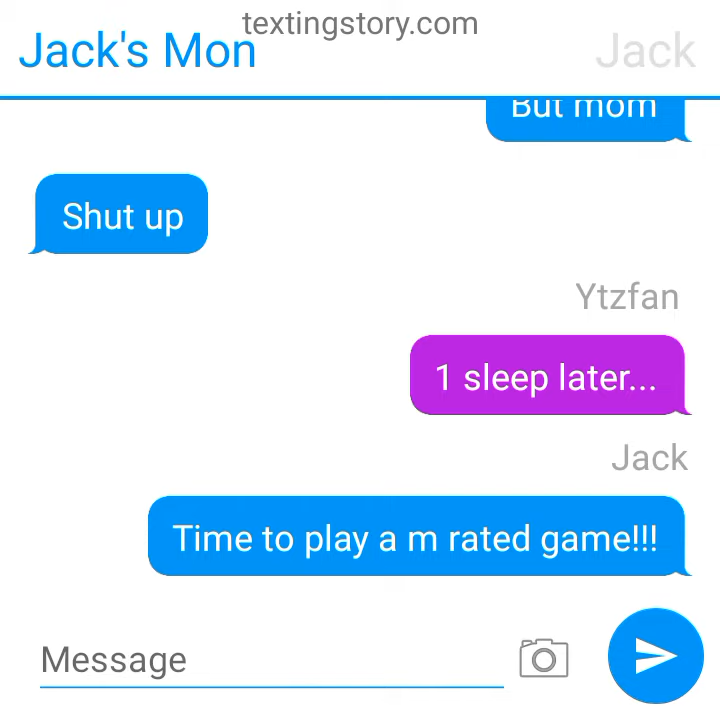 textingstory.com
Jack's Mon
Jack
But mom
Shut up
Ytzfan
1 sleep later...
Jack
Time to play a m rated game!!!
Message